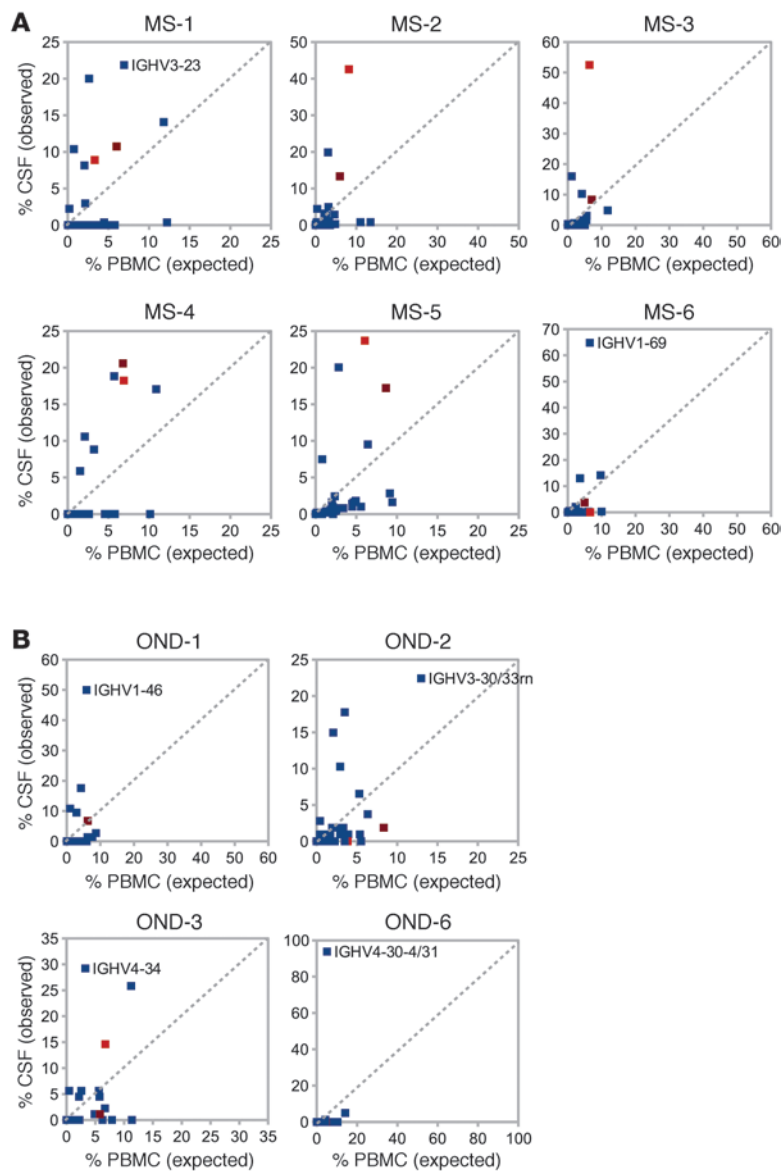 A
MS-1
MS-2
MS-3
25
20
15
10
5
0
IGHV3-23
% CSF (observed)
0 5 10 15 20 25
% PBMC (expected)
50
40
30
20
10
0
0 10 20 30 40 50
% PBMC (expected)
60
50
40
30
20
10
0
0 10 20 30 40 50 60
% PBMC (expected)
MS-4
MS-5
MS-6
25
20
15
10
5
0
% CSF (observed)
0 5 10 15 20 25
% PBMC (expected)
25
20
15
10
5
0
0 5 10 15 20 25
% PBMC (expected)
70
60
50
40
30
20
10
0
IGHV1-69
0 10 20 30 40 50 60
% PBMC (expected)
B
OND-1
OND-2
60
50
40
30
20
10
0
IGHV1-46
% CSF (observed)
0 10 20 30 40 50 60
% PBMC (expected)
25
20
15
10
5
0
IGHV3-30/33rn
0 5 10 15 20 25
% PBMC (expected)
OND-3
OND-6
35
30
25
20
15
10
5
0
IGHV4-34
% CSF (observed)
0 5 10 15 20 25 30 35
% PBMC (expected)
100
80
60
40
20
0
IGHV4-30-4/31
0 20 40 60 80 100
% PBMC (expected)